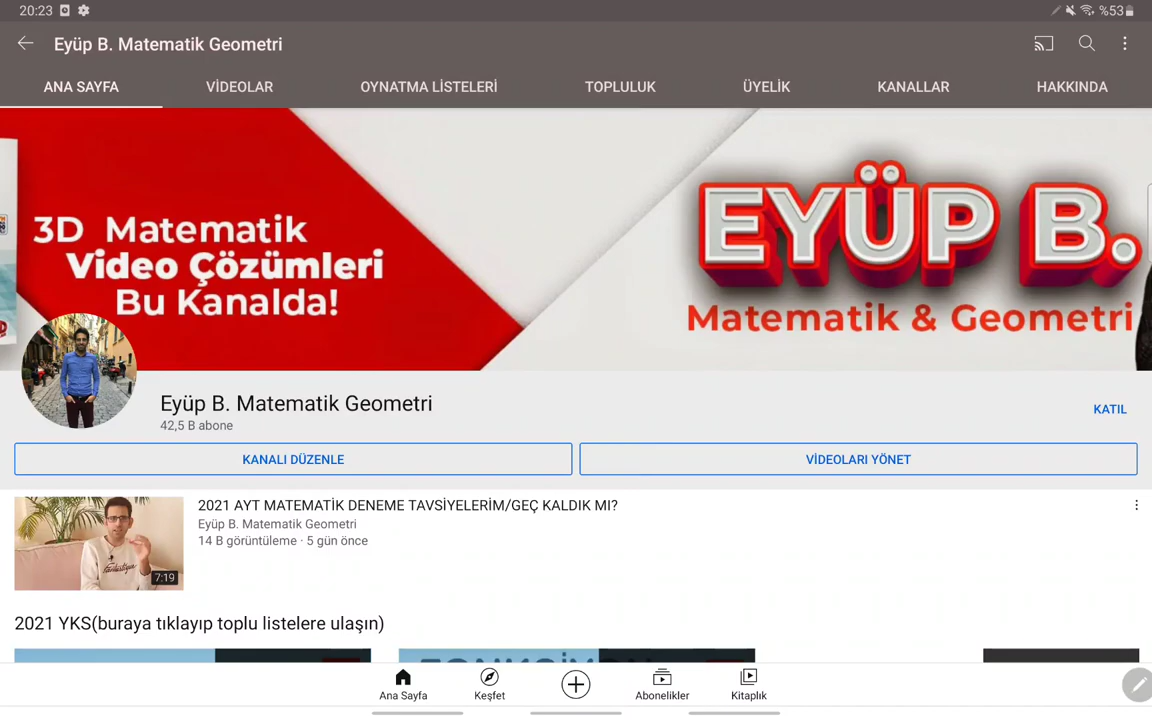 20:23
%53
Eyüp B. Matematik Geometri
ANA SAYFA VİDEOLAR OYNATMA LİSTELERİ TOPLULUK ÜYELİK KANALLAR HAKKINDA
3D Matematik
Video Çözümleri
Bu Kanalda!
EYÜP B.
Matematik & Geometri
Eyüp B. Matematik Geometri
42,5 B abone
KATIL
KANALI DÜZENLE
VİDEOLARI YÖNET
2021 AYT MATEMATİK DENEME TAVSİYELERİM/GEÇ KALDIK MI?
Eyüp B. Matematik Geometri
14 B görüntüleme · 5 gün önce
7:19
2021 YKS(buraya tıklayıp toplu listelere ulaşın)
Ana Sayfa Keşfet Abonelikler Kitaplık